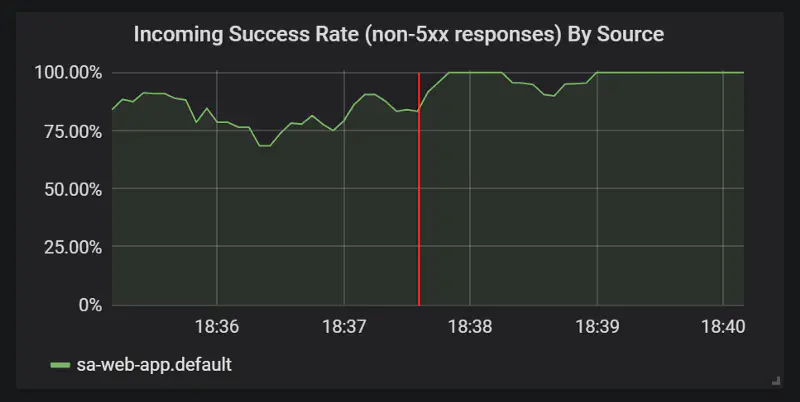 Incoming Success Rate (non-5xx responses) By Source
100.00%
75.00%
50.00%
25.00%
0%
18:36 18:37 18:38 18:39 18:40
sa-web-app.default